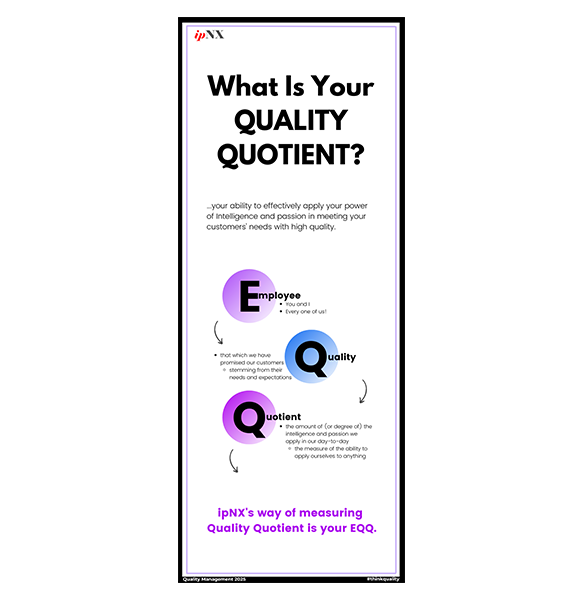 ipNX
What Is Your
QUALITY
QUOTIENT?
...your ability to effectively apply your power
of Intelligence and passion in meeting your
customers' needs with high quality.
Employee
You and I
Every one of us!
that which we have
promised our customers
stemming from their
needs and expectations
Quality
Quotient
the amount of (or degree of) the
intelligence and passion we
apply in our day-to-day
the measure of the ability to
apply ourselves to anything
ipNX's way of measuring
Quality Quotient is your EQQ.
Quality Management 2025
#thinkquality